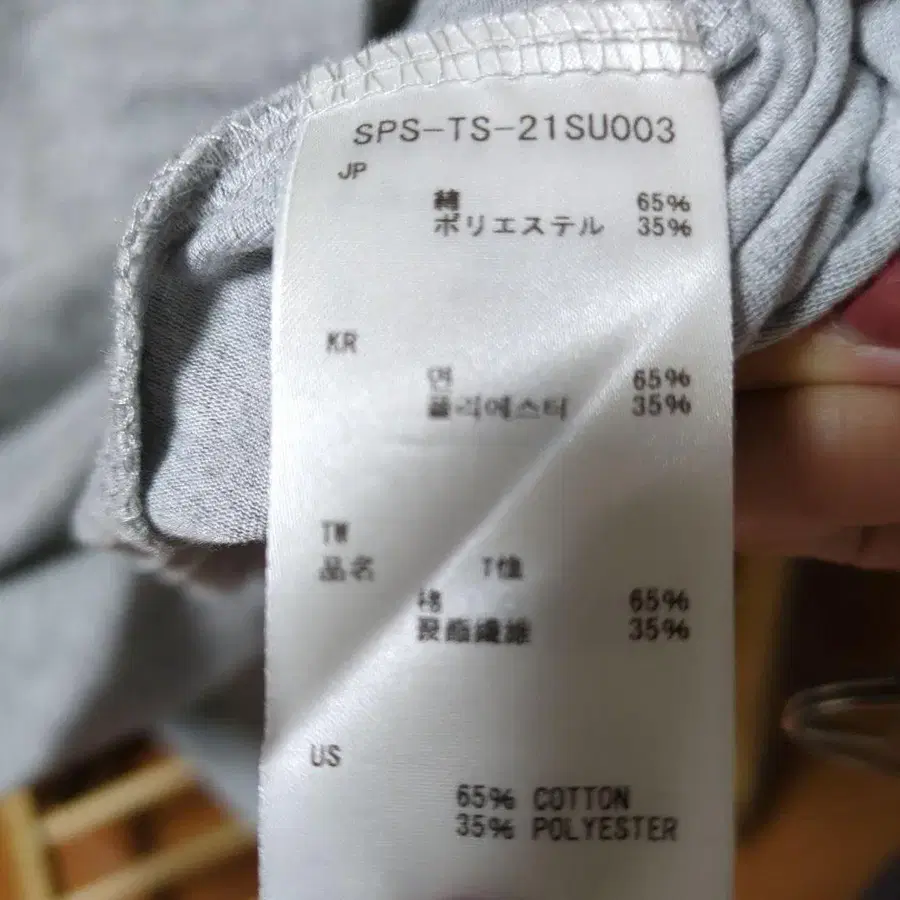 SPS-TS-21SU003
JP
綿 65%
ポリエステル 35%
KR
면 65%
폴리에스터 35%
TW
品名 T恤
棉 65%
聚酯纖維 35%
US
65% COTTON
35% POLYESTER